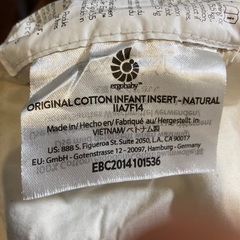 ergobaby™
ORIGINAL COTTON INFANT INSERT - NATURAL
IIA7F14
Made in/ Hecho en/ Fabriqué au/ Hergestellt in
VIETNAM/ベトナム製
US: 888 S. Figueroa St. Suite 2050, L.A., CA 90017
EU: GmbH - Gotenstrasse 12 - 20097, Hamburg - Germany
EBC2014101536